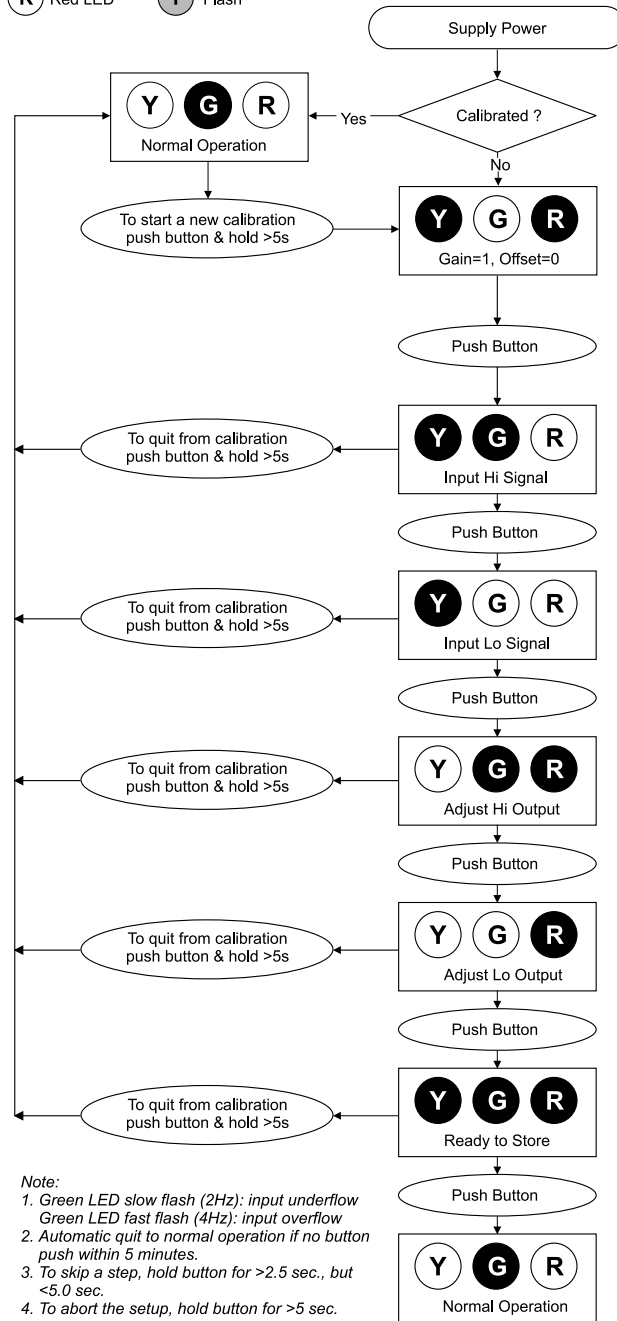 R Red LED Y Flash
Supply Power
Y G R
Normal Operation
Yes
Calibrated ?
No
To start a new calibration
push button & hold >5s
Y G R
Gain=1, Offset=0
Push Button
To quit from calibration
push button & hold >5s
Y G R
Input Hi Signal
Push Button
To quit from calibration
push button & hold >5s
Y G R
Input Lo Signal
Push Button
To quit from calibration
push button & hold >5s
Y G R
Adjust Hi Output
Push Button
To quit from calibration
push button & hold >5s
Y G R
Adjust Lo Output
Push Button
To quit from calibration
push button & hold >5s
Y G R
Ready to Store
Push Button
Y G R
Normal Operation
Note:
1. Green LED slow flash (2Hz): input underflow
Green LED fast flash (4Hz): input overflow
2. Automatic quit to normal operation if no button
push within 5 minutes.
3. To skip a step, hold button for >2.5 sec., but
<5.0 sec.
4. To abort the setup, hold button for >5 sec.